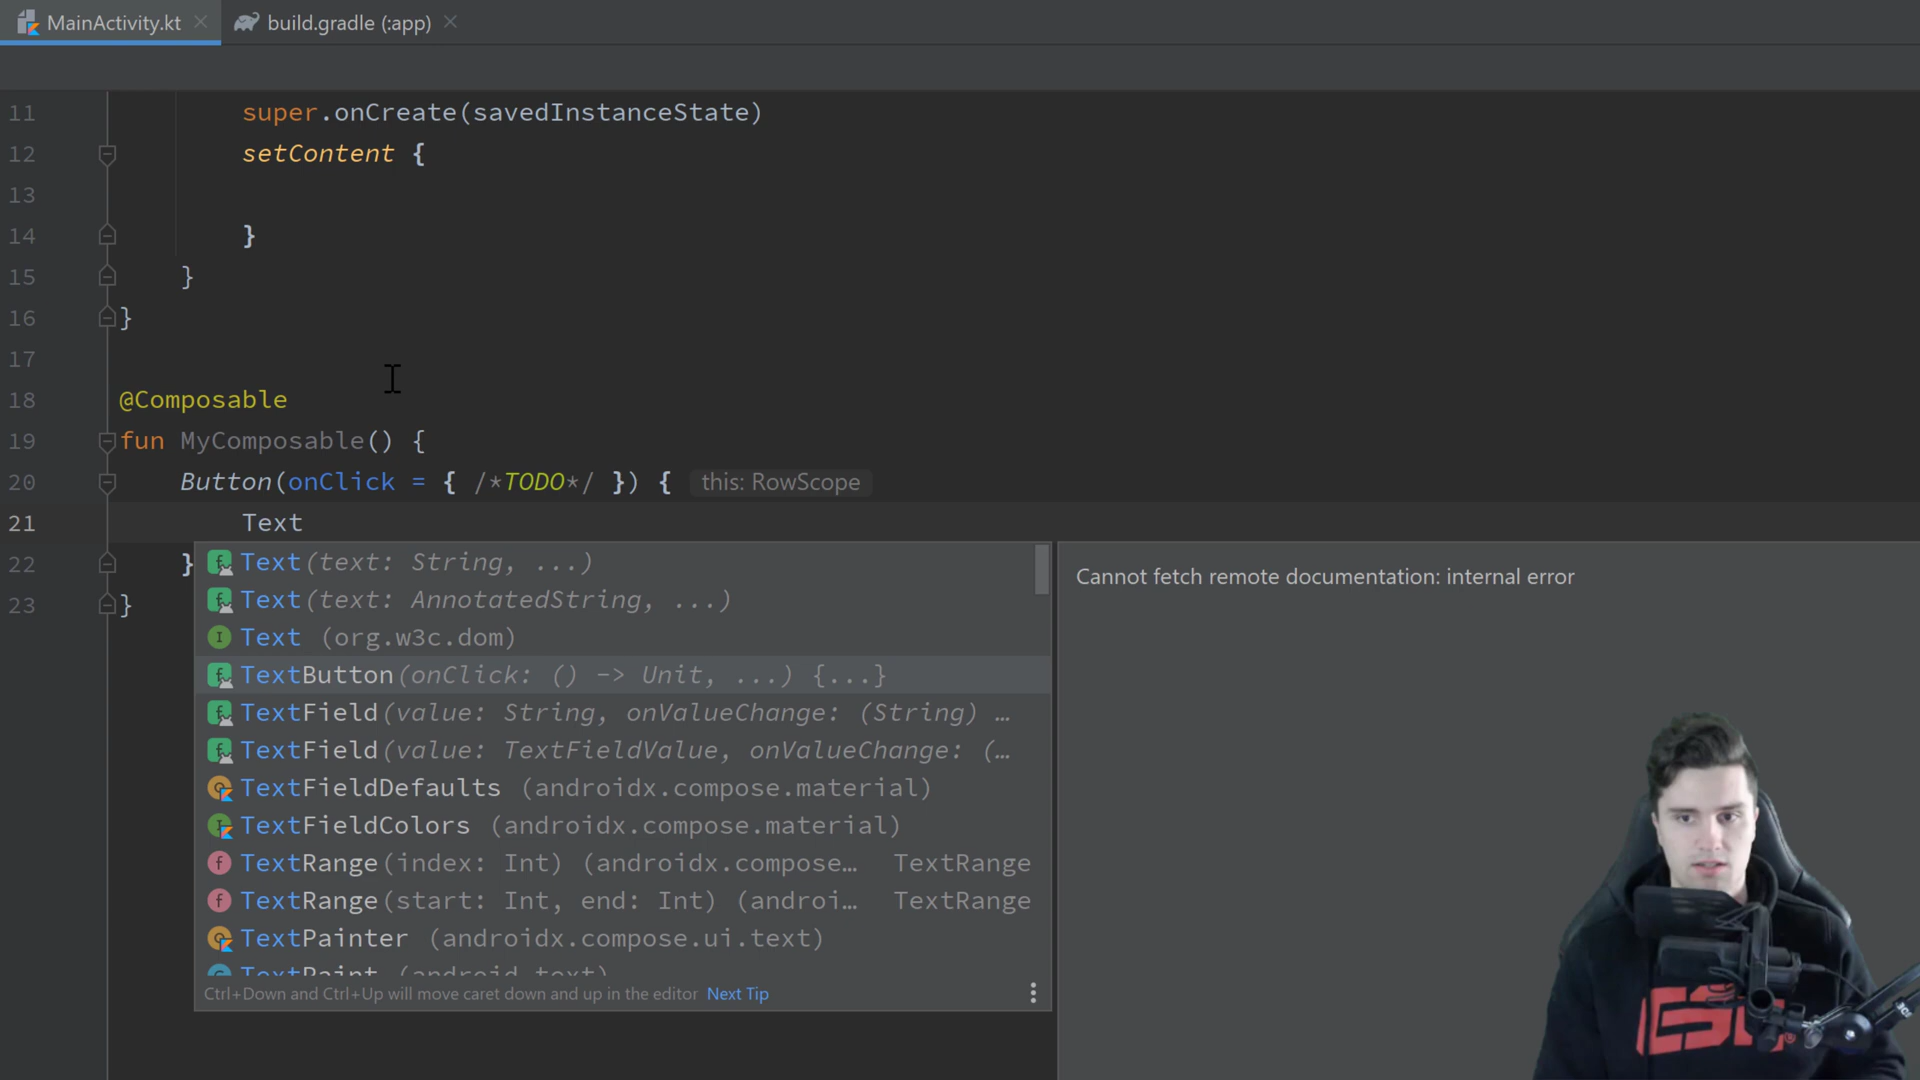 MainActivity.kt
build.gradle (:app)
11 super.onCreate(savedInstanceState)
12 setContent {
13
14 }
15 }
16 }
17
18 @Composable
19 fun MyComposable() {
20 Button(onClick = { /*TODO*/ }) { this: RowScope
21 Text
22 }
23 }
Text(text: String, ...)
Text(text: AnnotatedString, ...)
Text (org.w3c.dom)
TextButton(onClick: () -> Unit, ...) {...}
TextField(value: String, onValueChange: (String) …
TextField(value: TextFieldValue, onValueChange: (…
TextFieldDefaults (androidx.compose.material)
TextFieldColors (androidx.compose.material)
TextRange(index: Int) (androidx.compose… TextRange
TextRange(start: Int, end: Int) (androi… TextRange
TextPainter (androidx.compose.ui.text)
TextPaint (android.text)
Ctrl+Down and Ctrl+Up will move caret down and up in the editor Next Tip
Cannot fetch remote documentation: internal error